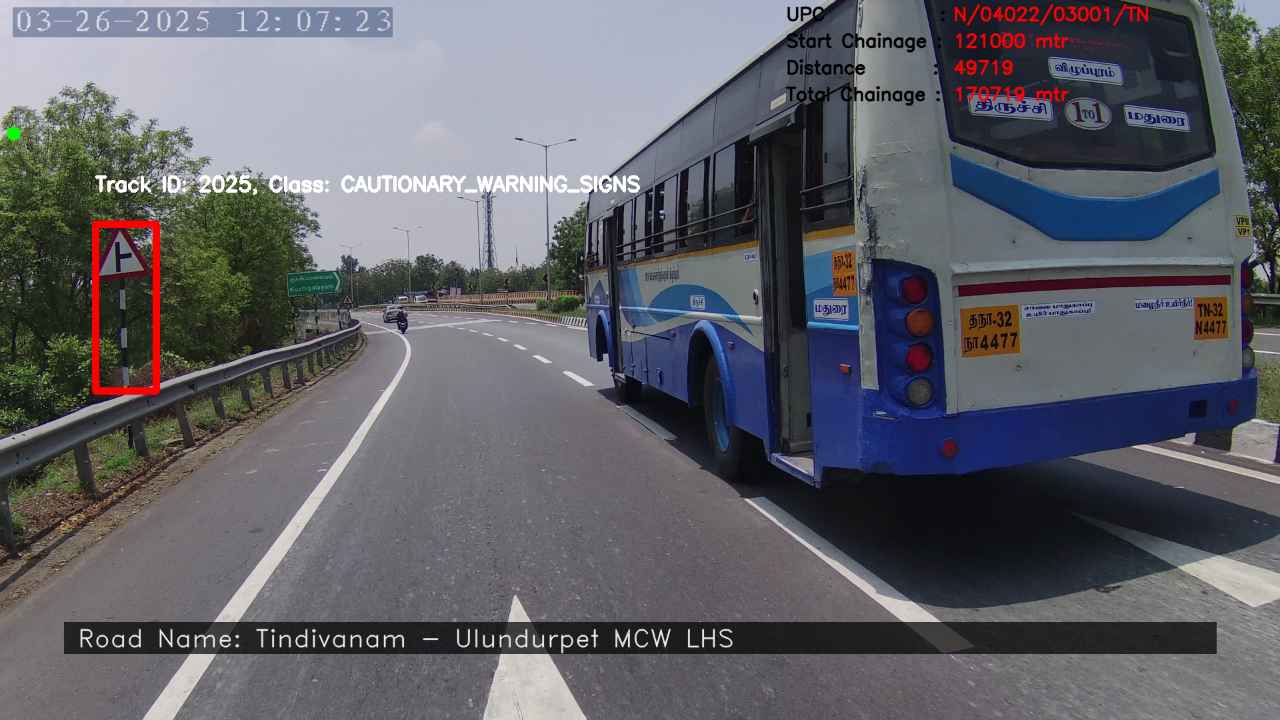 03-26-2025 12:07:23
UPC : N/04022/03001/TN
Start Chainage : 121000 mtr
Distance : 49719
Total Chainage : 170719 mtr
விழுப்புரம்
திருச்சி
1TO1
மதுரை
Track ID: 2025, Class: CAUTIONARY_WARNING_SIGNS
மதுரை
தநா-32
நா4477
TN-32
N4477
Road Name: Tindivanam - Ulundurpet MCW LHS